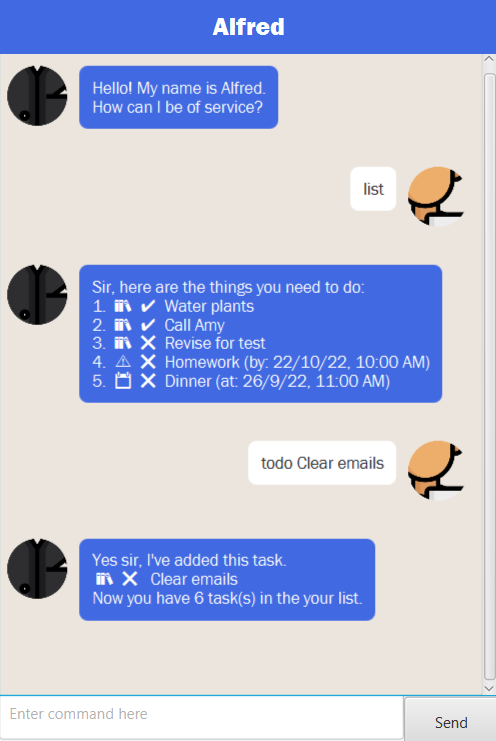 Alfred
Hello! My name is Alfred.
How can I be of service?
list
Sir, here are the things you need to do:
1. ✔ Water plants
2. ✔ Call Amy
3. ❌ Revise for test
4. ⚠ ❌ Homework (by: 22/10/22, 10:00 AM)
5. ❌ Dinner (at: 26/9/22, 11:00 AM)
todo Clear emails
Yes sir, I've added this task.
❌ Clear emails
Now you have 6 task(s) in the your list.
Enter command here
Send